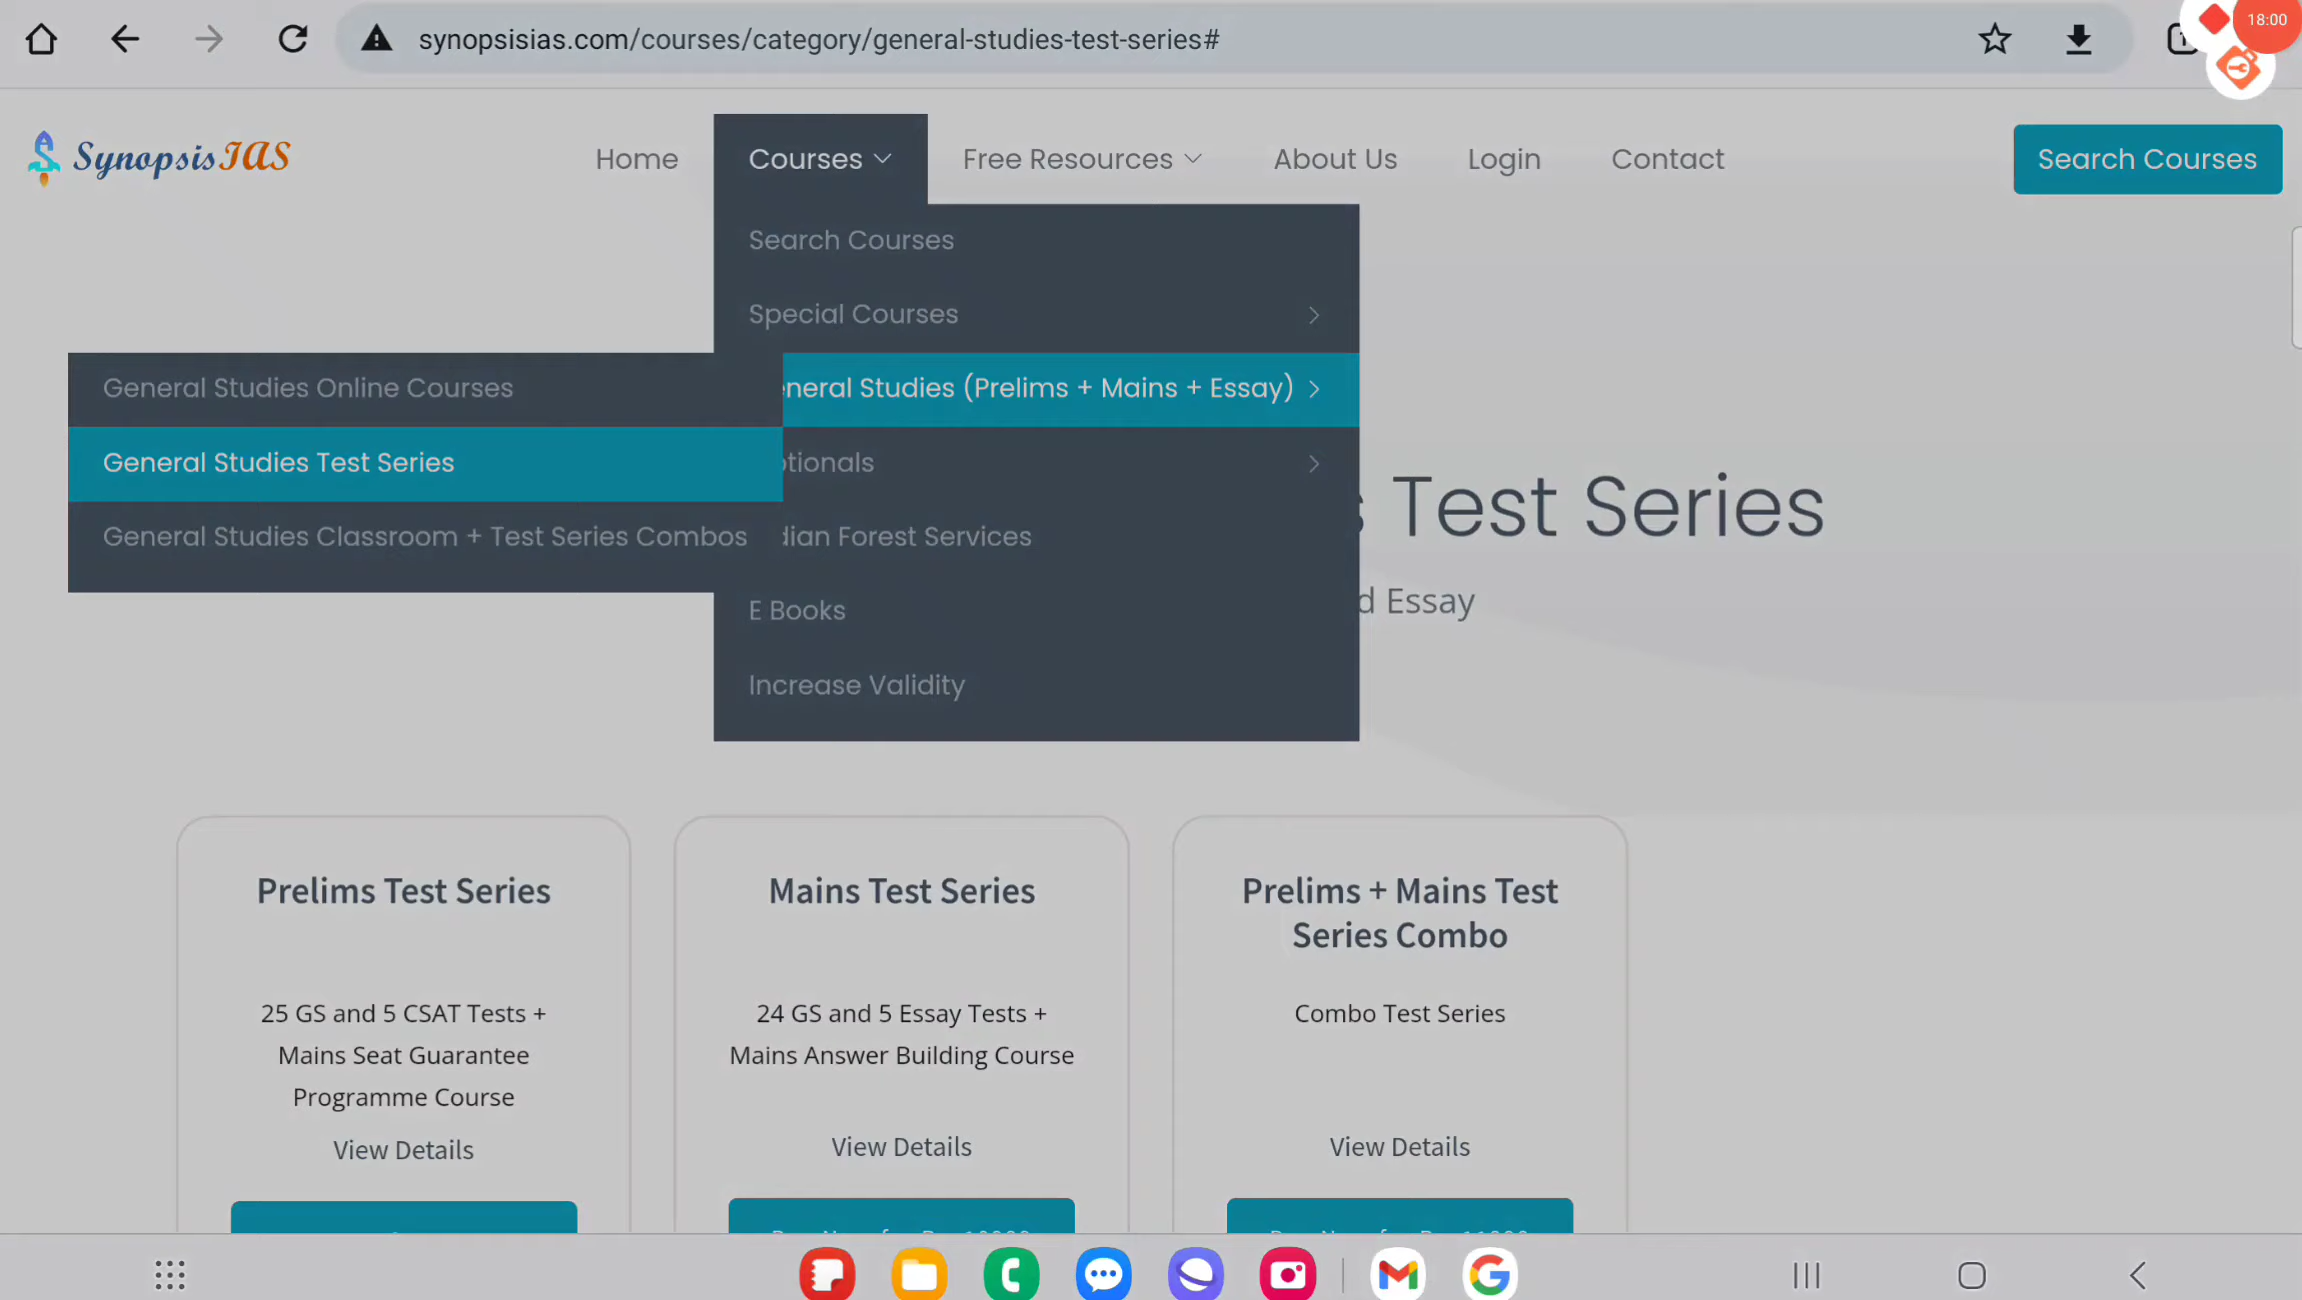 synopsisias.com/courses/category/general-studies-test-series#
18:00
SynopsisIAS
Home
Courses
Free Resources
About Us
Login
Contact
Search Courses
Search Courses
Special Courses
General Studies Online Courses
neral Studies (Prelims + Mains + Essay)
General Studies Test Series
tionals
General Studies Classroom + Test Series Combos
dian Forest Services
E Books
Increase Validity
s Test Series
d Essay
Prelims Test Series
25 GS and 5 CSAT Tests +
Mains Seat Guarantee
Programme Course
View Details
Mains Test Series
24 GS and 5 Essay Tests +
Mains Answer Building Course
View Details
Prelims + Mains Test
Series Combo
Combo Test Series
View Details